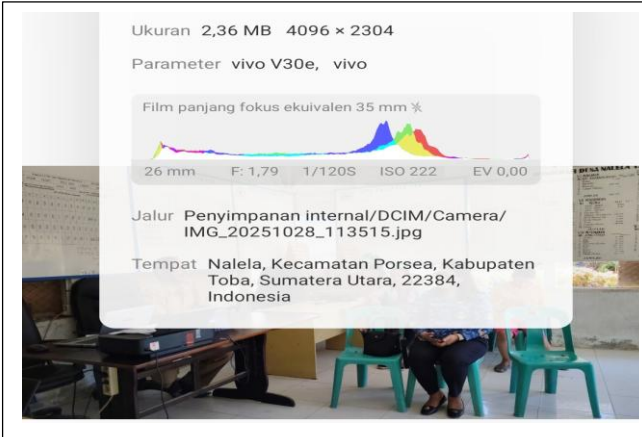 Ukuran 2,36 MB 4096 × 2304
Parameter vivo V30e, vivo
Film panjang fokus ekuivalen 35 mm
26 mm F: 1,79 1/120S ISO 222 EV 0,00
Jalur Penyimpanan internal/DCIM/Camera/
IMG_20251028_113515.jpg
Tempat Nalela, Kecamatan Porsea, Kabupaten
Toba, Sumatera Utara, 22384,
Indonesia